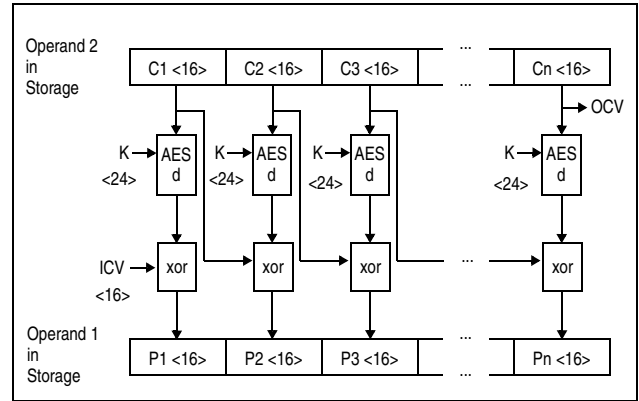 Operand 2
in
Storage
C1 <16> C2 <16> C3 <16> ... Cn <16>
...
OCV
K AES d K AES d K AES d K AES d
<24> <24> <24> <24>
ICV xor xor xor ... xor
<16>
Operand 1
in
Storage
P1 <16> P2 <16> P3 <16> ... Pn <16>
...